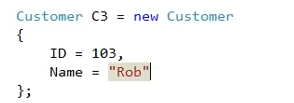 Customer C3 = new Customer
{
    ID = 103,
    Name = "Rob"
};